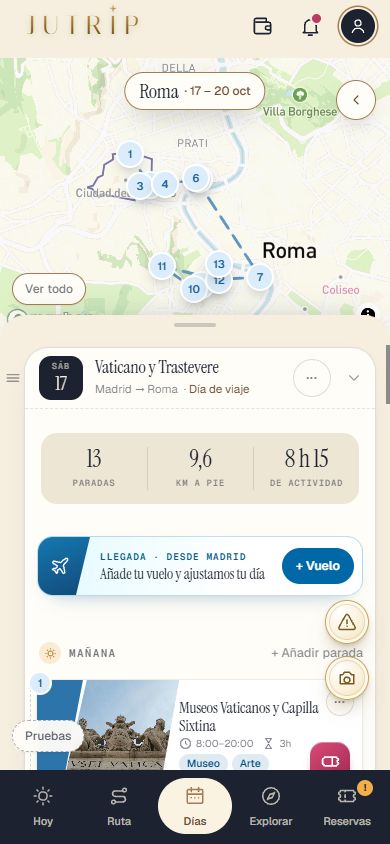 JUTRIP
DELLA
Roma · 17 – 20 oct
Villa Borghese
PRATI
1
3
4
6
Ciudad de
Roma
11
13
12
10
7
Ver todo
Coliseo
SÁB
17
Vaticano y Trastevere
Madrid → Roma · Día de viaje
13
9,6
8 h 15
PARADAS
KM A PIE
DE ACTIVIDAD
LLEGADA · DESDE MADRID
Añade tu vuelo y ajustamos tu día
+ Vuelo
MAÑANA
+ Añadir parada
1
Museos Vaticanos y Capilla
Sixtina
8:00–20:00
3h
Museo
Arte
Pruebas
Hoy
Ruta
Días
Explorar
Reservas
!